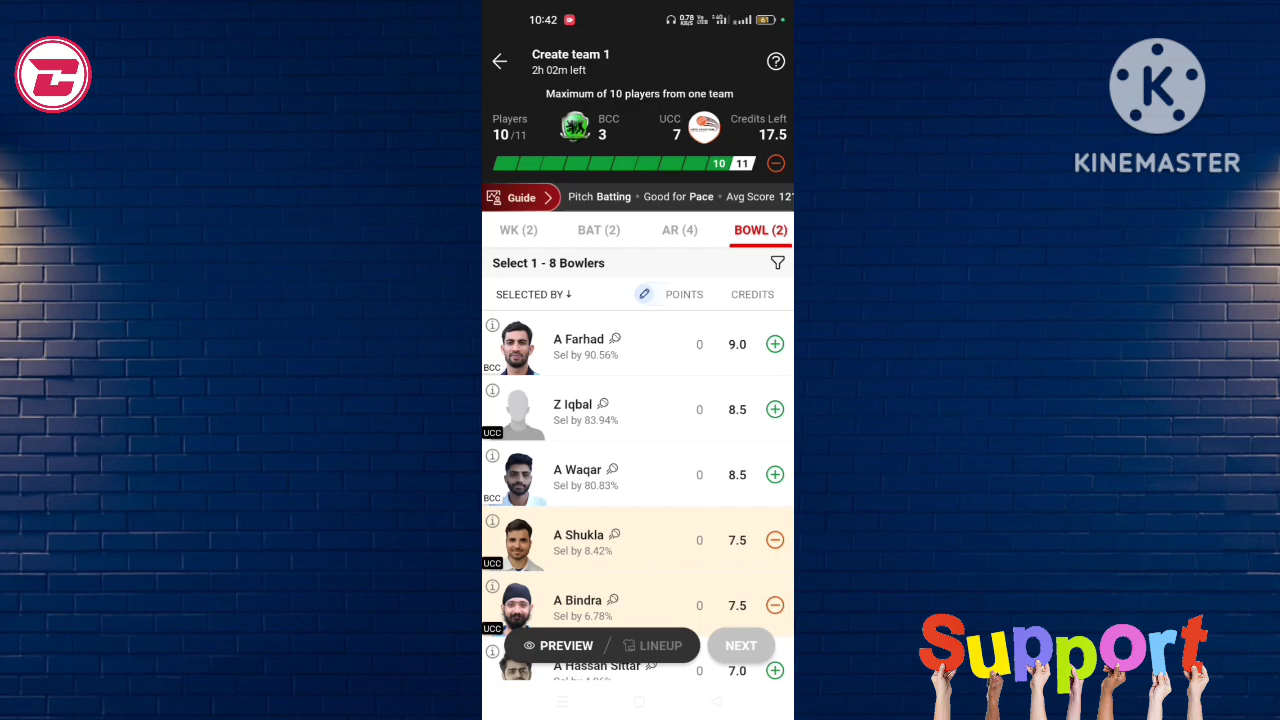 10:42
0.78 KB/S
61
Create team 1
2h 02m left
Maximum of 10 players from one team
Players
10/11
BCC
3
UCC
7
Credits Left
17.5
10 11
Guide
Pitch Batting • Good for Pace • Avg Score 121
WK (2) BAT (2) AR (4) BOWL (2)
Select 1 - 8 Bowlers
SELECTED BY ↓ POINTS CREDITS
A Farhad
Sel by 90.56%
0 9.0
BCC
Z Iqbal
Sel by 83.94%
0 8.5
UCC
A Waqar
Sel by 80.83%
0 8.5
BCC
A Shukla
Sel by 8.42%
0 7.5
UCC
A Bindra
Sel by 6.78%
0 7.5
UCC
PREVIEW / LINEUP NEXT
A Hassan Sittar
0 7.0
K
KINEMASTER
Support